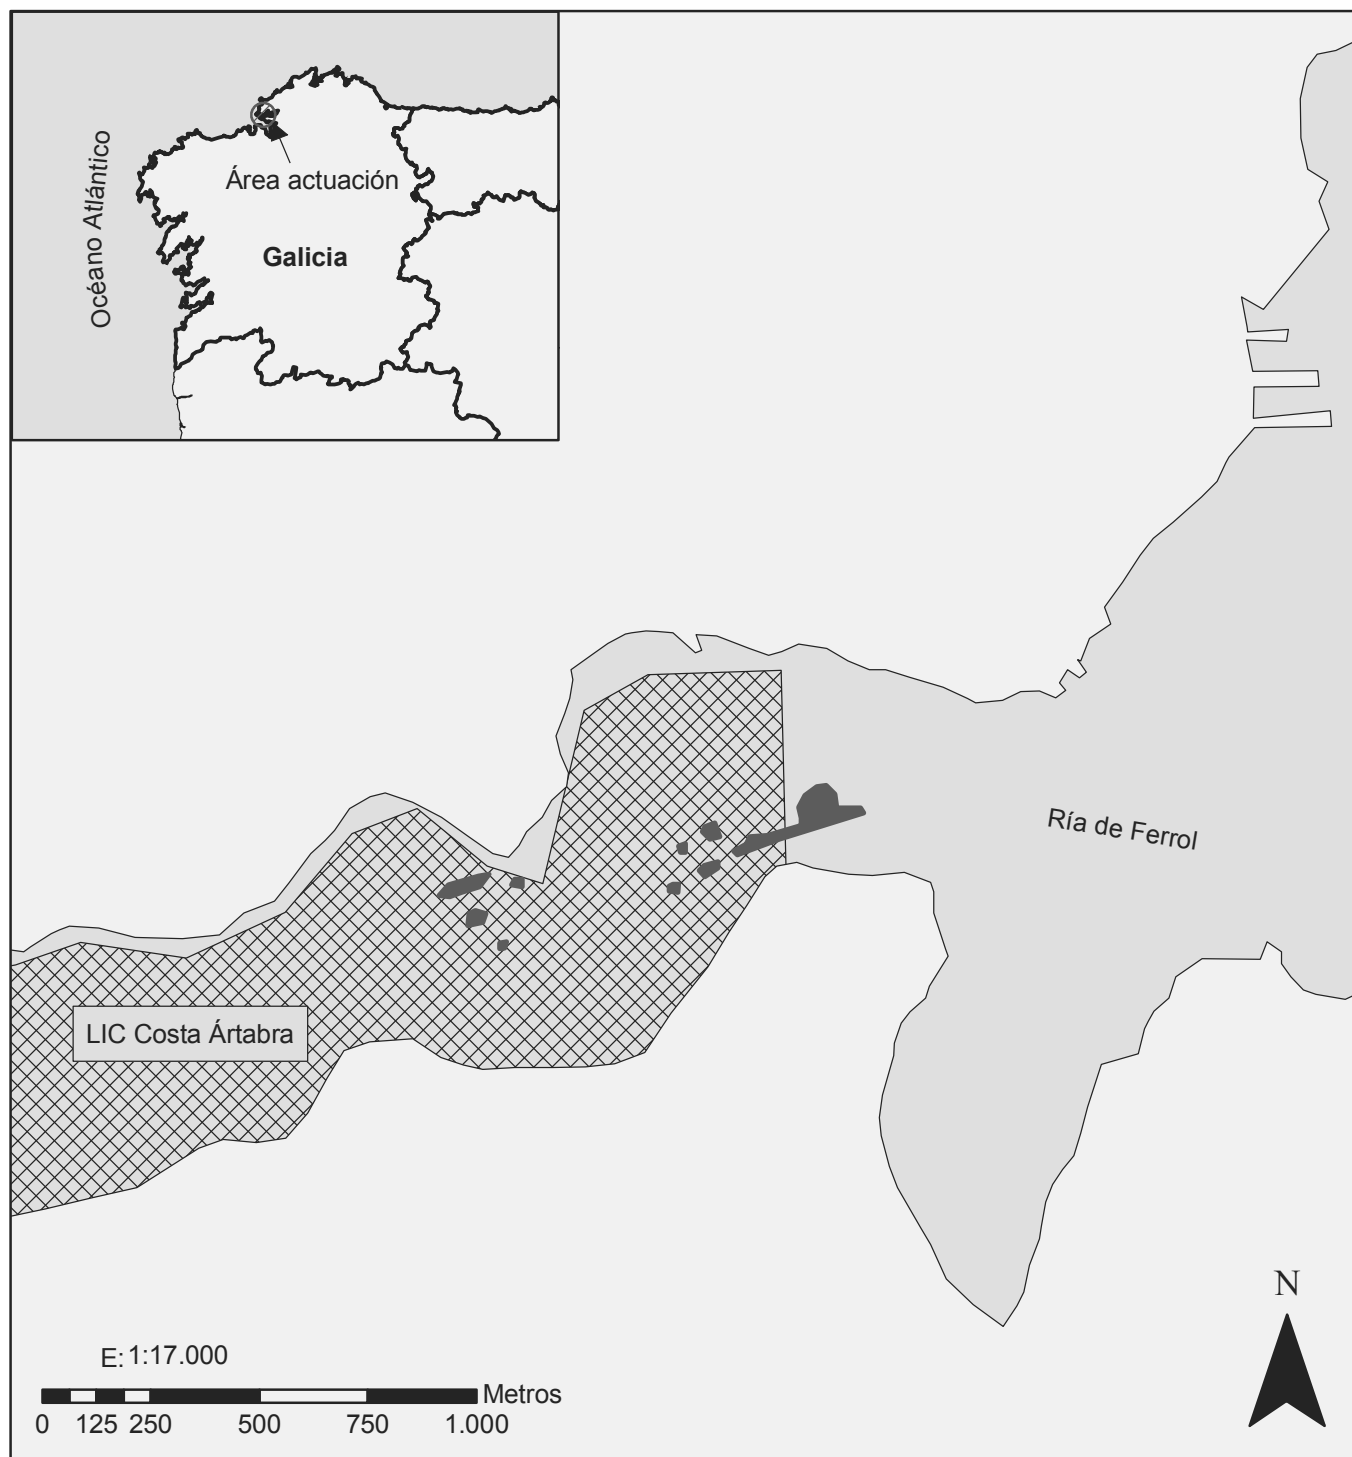 Océano Atlántico
Área actuación
Galicia
Ría de Ferrol
LIC Costa Ártabra
N
E: 1:17.000
Metros
0 125 250 500 750 1.000